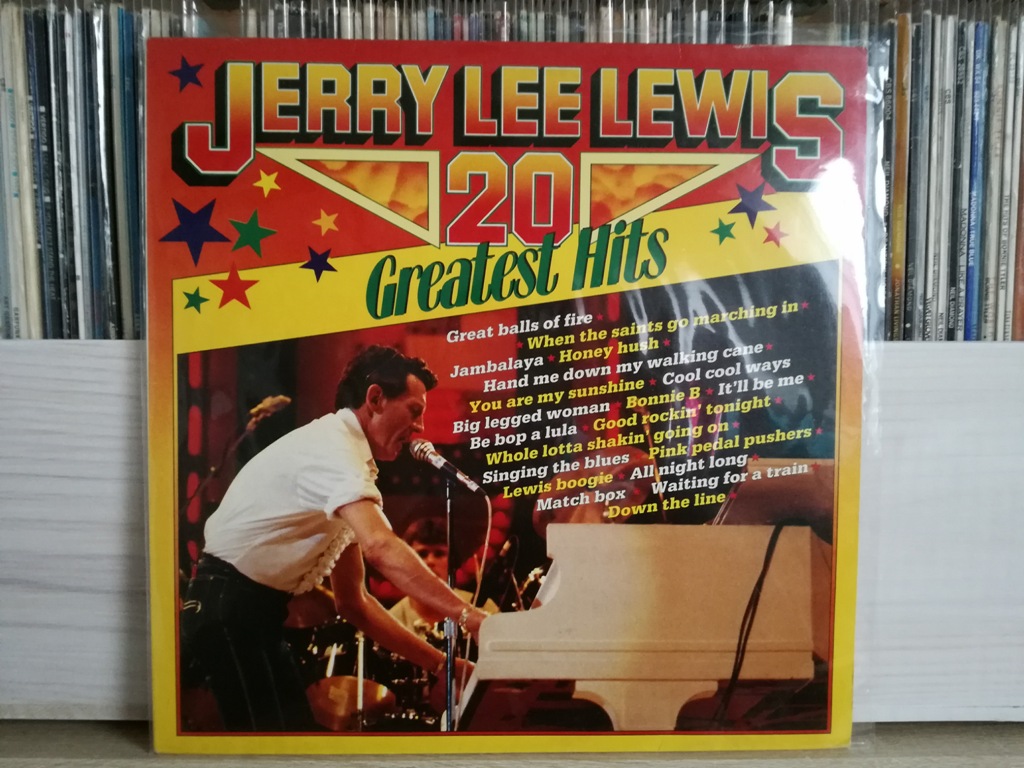 JERRY LEE LEWIS
20
Greatest Hits
Great balls of fire
When the saints go marching in
Jambalaya Honey hush
Hand me down my walking cane
You are my sunshine Cool cool ways
Big legged woman Bonnie B It'll be me
Be bop a lula Good rockin' tonight
Whole lotta shakin' going on
Singing the blues Pink pedal pushers
Lewis boogie All night long
Match box Waiting for a train
Down the line